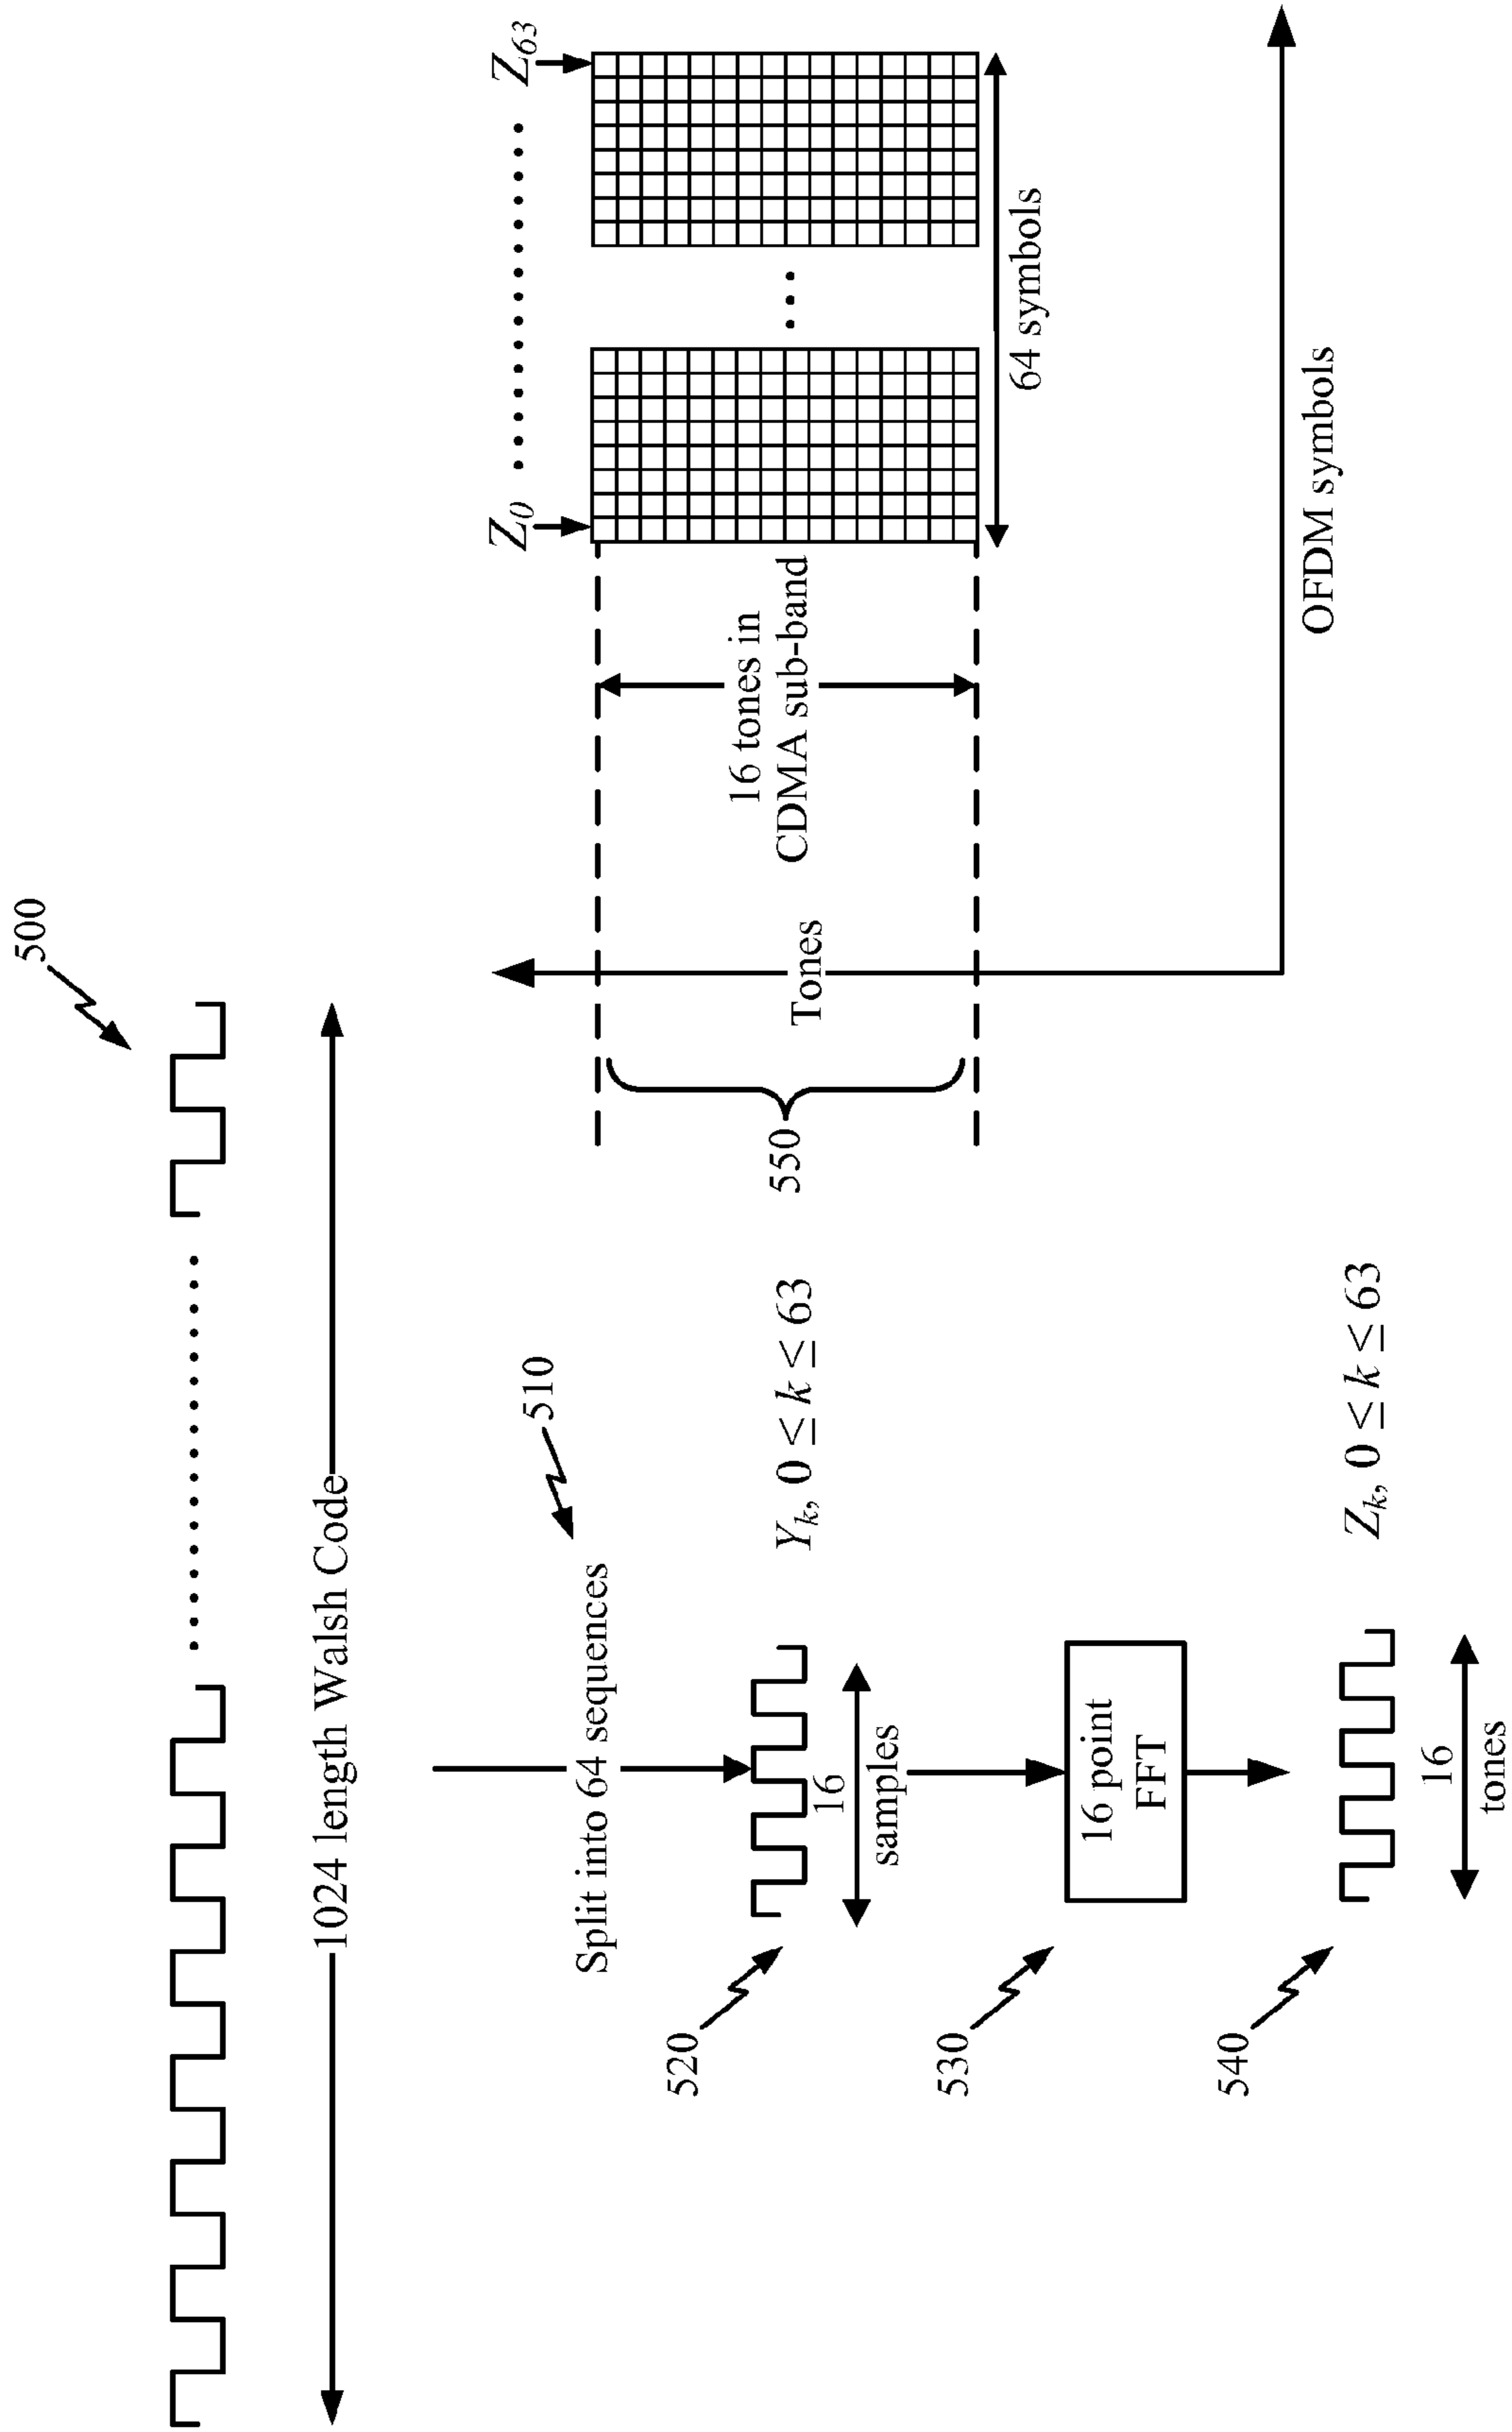 500
1024 length Walsh Code
510
Split into 64 sequences
520
Yk, 0 ≤ k ≤ 63
16
samples
530
16 point
FFT
540
Zk, 0 ≤ k ≤ 63
16
tones
Z0
Z63
550
Tones
16 tones in
CDMA sub-band
64 symbols
OFDM symbols